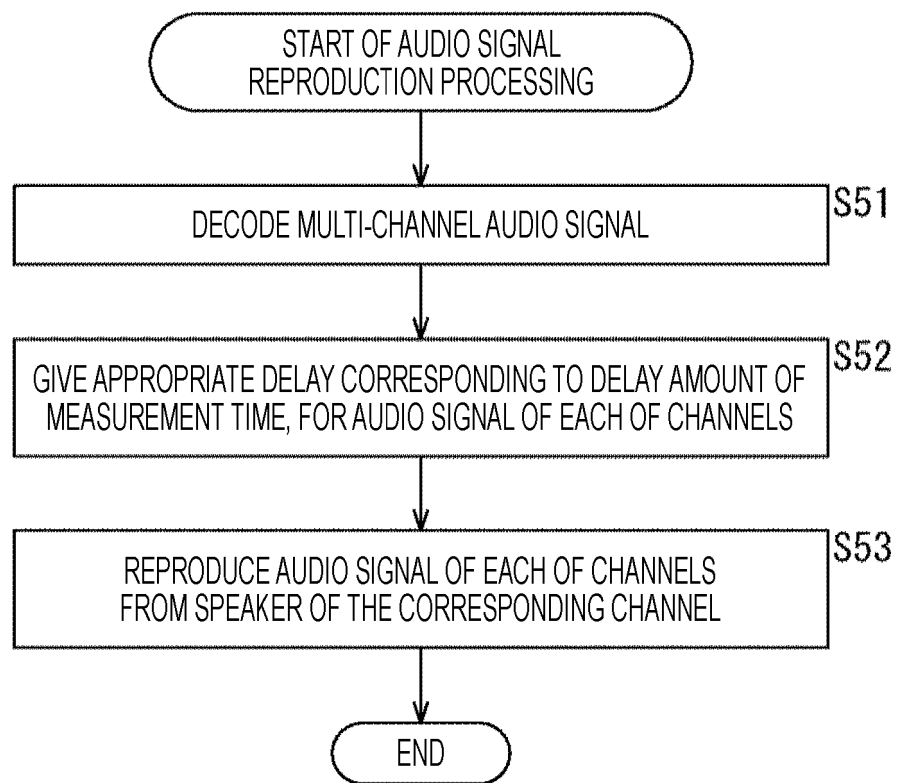 START OF AUDIO SIGNAL
REPRODUCTION PROCESSING
S51
DECODE MULTI-CHANNEL AUDIO SIGNAL
S52
GIVE APPROPRIATE DELAY CORRESPONDING TO DELAY AMOUNT OF
MEASUREMENT TIME, FOR AUDIO SIGNAL OF EACH OF CHANNELS
S53
REPRODUCE AUDIO SIGNAL OF EACH OF CHANNELS
FROM SPEAKER OF THE CORRESPONDING CHANNEL
END